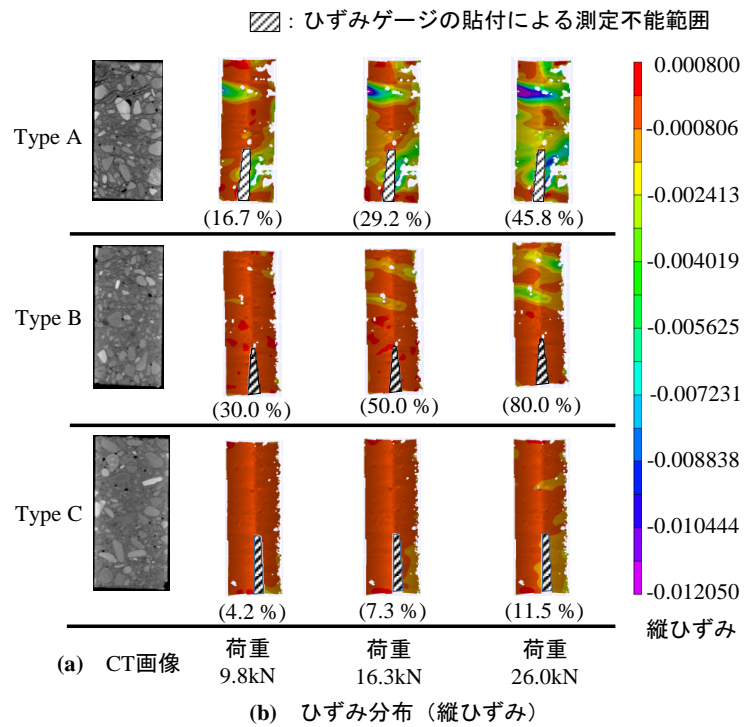 : ひずみゲージの貼付による測定不能範囲
Type A
(16.7 %) (29.2 %) (45.8 %)
Type B
(30.0 %) (50.0 %) (80.0 %)
Type C
(4.2 %) (7.3 %) (11.5 %)
0.000800
-0.000806
-0.002413
-0.004019
-0.005625
-0.007231
-0.008838
-0.010444
-0.012050
縦ひずみ
(a) CT画像
荷重 荷重 荷重
9.8kN 16.3kN 26.0kN
(b) ひずみ分布（縦ひずみ）